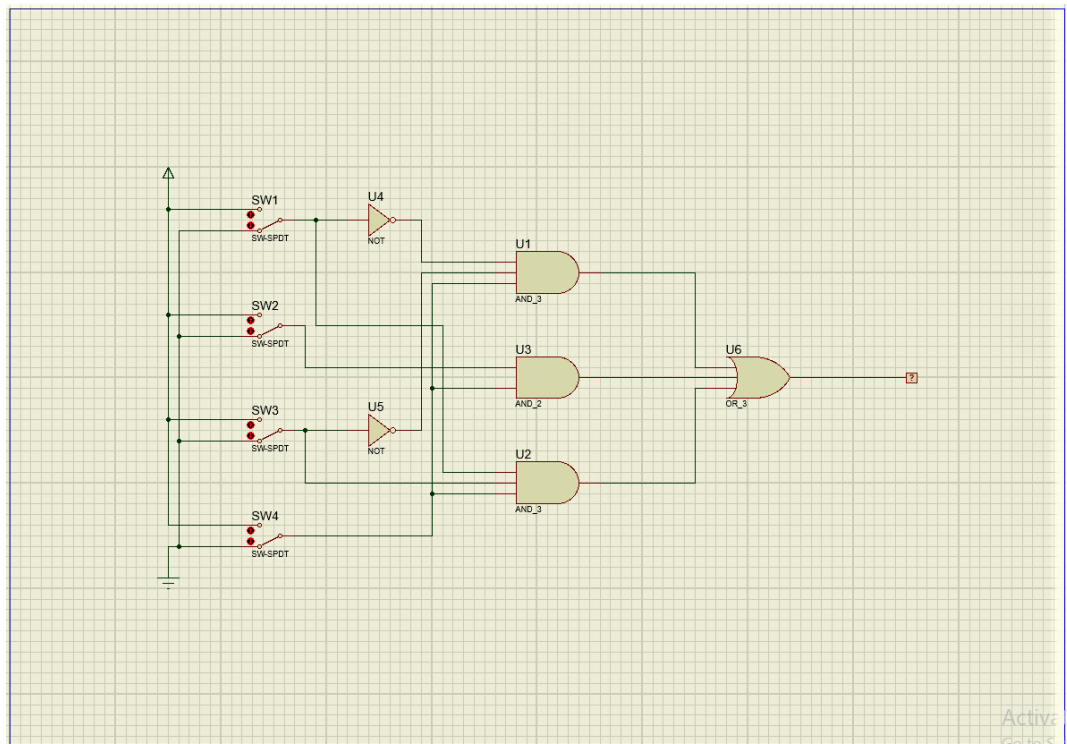 SW1
SW-SPDT
U4
NOT
U1
AND_3
SW2
SW-SPDT
U3
AND_2
U6
OR_3
?
SW3
SW-SPDT
U5
NOT
U2
AND_3
SW4
SW-SPDT